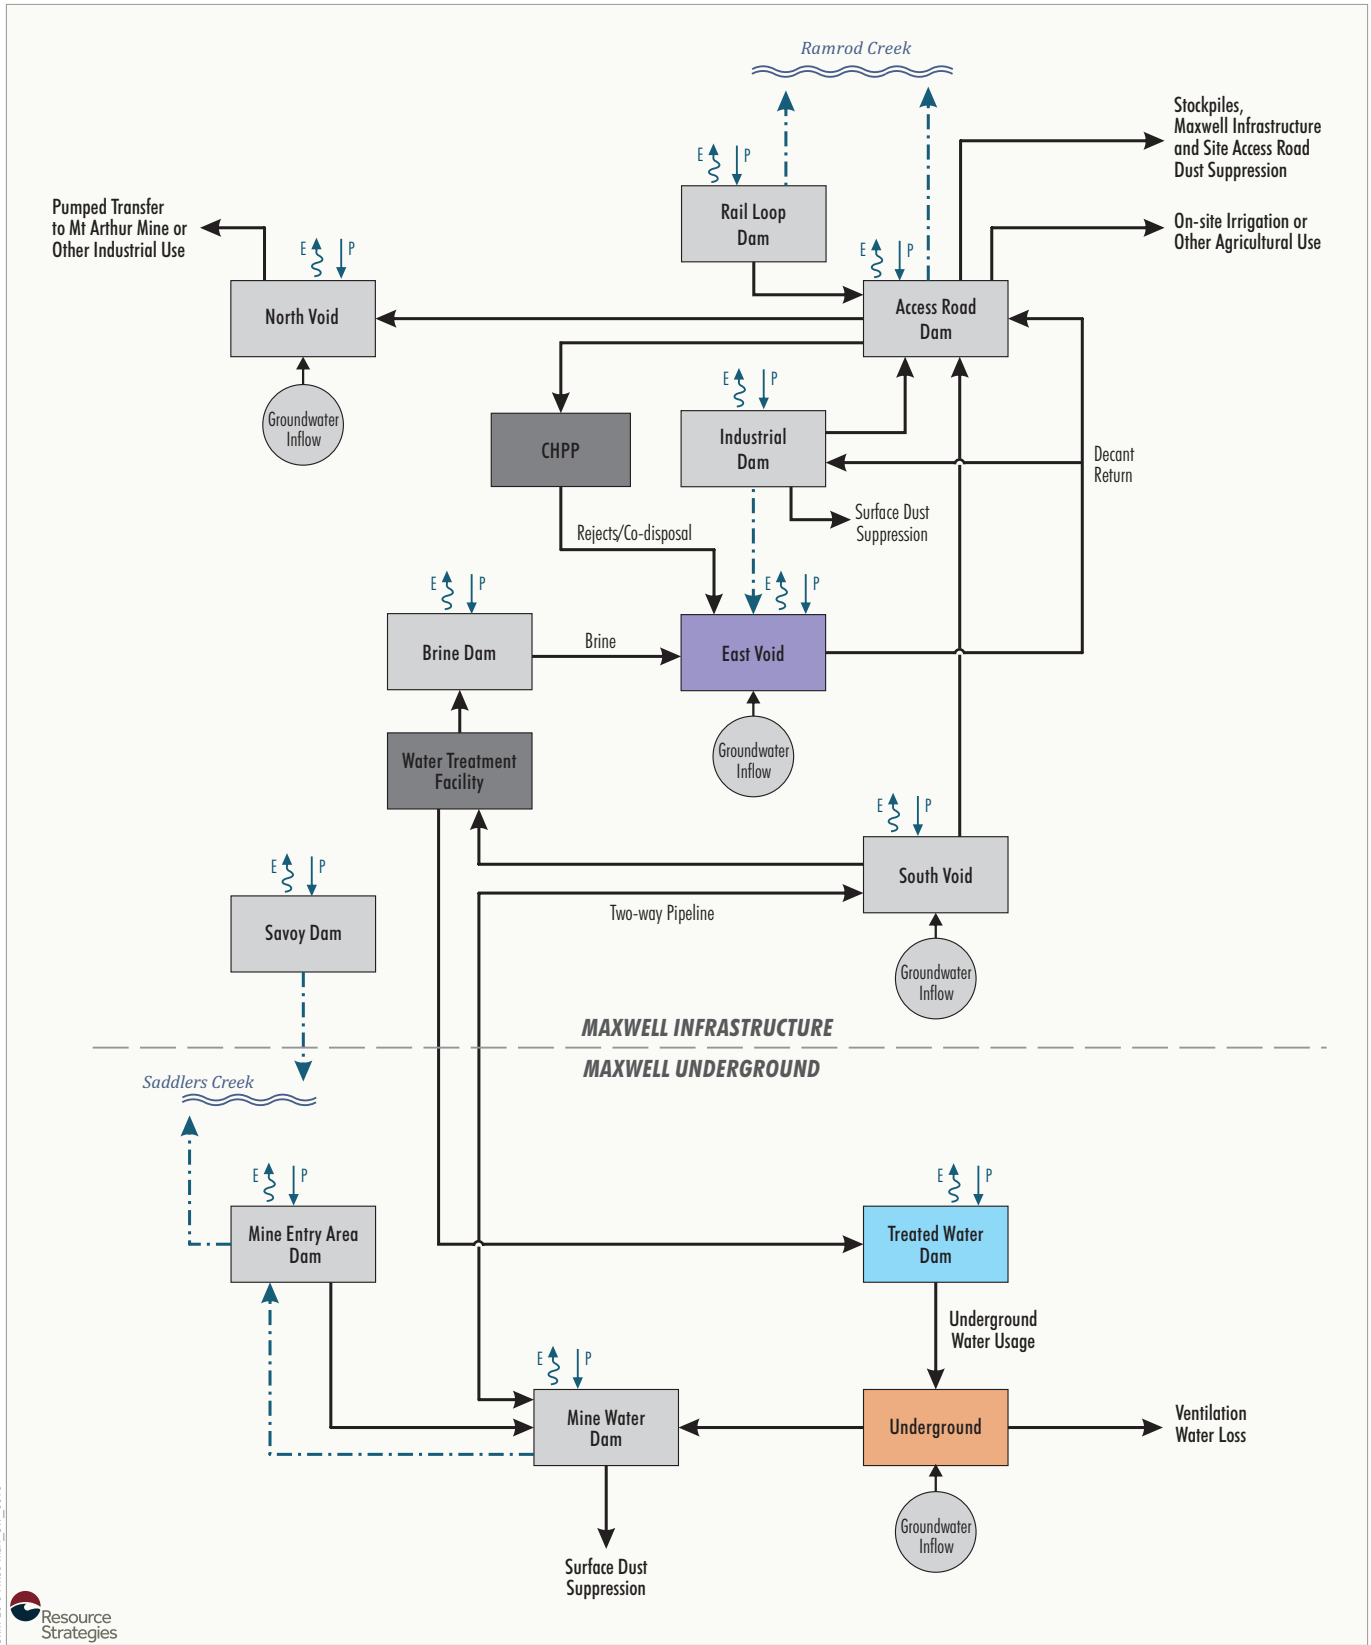 Ramrod Creek
Stockpiles,
Maxwell Infrastructure
and Site Access Road
Dust Suppression
E P
Rail Loop
Dam
Pumped Transfer
to Mt Arthur Mine or
Other Industrial Use
On-site Irrigation or
Other Agricultural Use
E P
E P
North Void
Access Road
Dam
E P
Groundwater
Inflow
CHPP
Industrial
Dam
Decant
Return
Surface Dust
Suppression
Rejects/Co-disposal
E P
E P
Brine Dam
Brine
East Void
Water Treatment
Facility
Groundwater
Inflow
E P
E P
South Void
Savoy Dam
Two-way Pipeline
Groundwater
Inflow
MAXWELL INFRASTRUCTURE
MAXWELL UNDERGROUND
Saddlers Creek
E P
E P
Mine Entry Area
Dam
Treated Water
Dam
Underground
Water Usage
E P
Mine Water
Dam
Underground
Ventilation
Water Loss
Groundwater
Inflow
Surface Dust
Suppression
Resource
Strategies